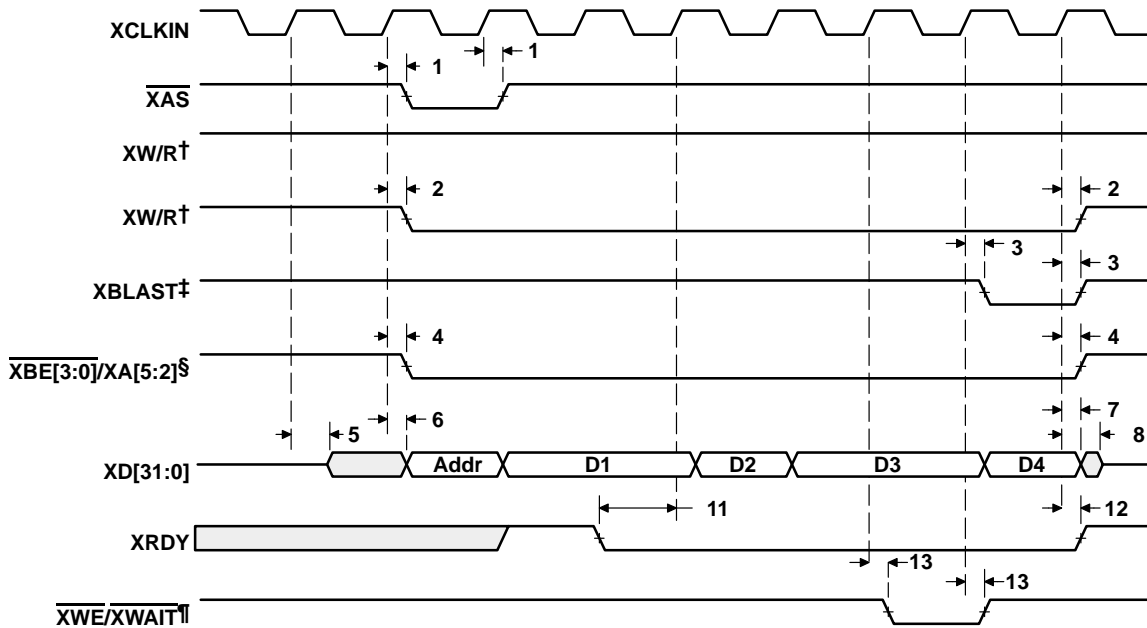 XCLKIN
1
1
XAS
XW/R†
2
2
XW/R†
3
3
XBLAST‡
4
4
XBE[3:0]/XA[5:2]§
6
7
5
8
XD[31:0]
Addr
D1
D2
D3
D4
11
12
XRDY
13
13
XWE/XWAIT¶